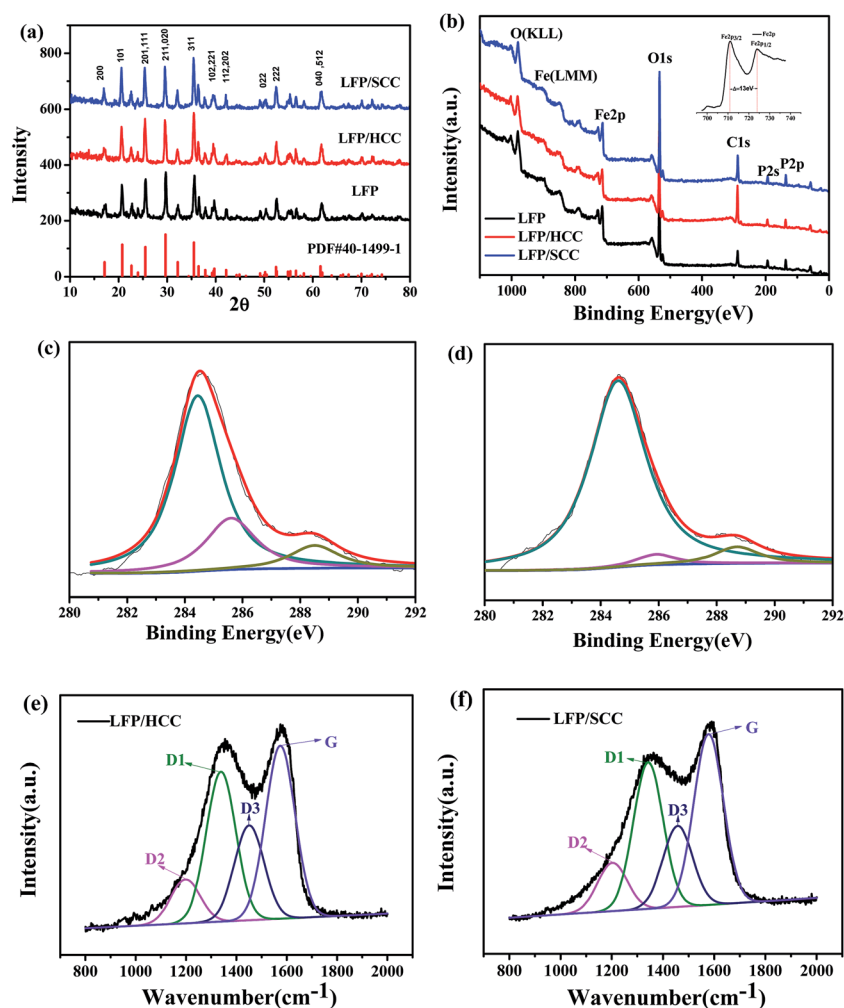 (a)
800
600
400
200
0
Intensity
200
101
201,111
211,020
311
102,221
112,202
022
222
040 ,512
LFP/SCC
LFP/HCC
LFP
PDF#40-1499-1
10 20 30 40 50 60 70 80
2θ
(b)
O(KLL)
Fe(LMM)
Fe2p
O1s
C1s
P2s
P2p
Fe2p3/2
Fe2p
Fe2p1/2
Δ=13eV
700 710 720 730 740
LFP
LFP/HCC
LFP/SCC
Intensity(a.u.)
1000 800 600 400 200 0
Binding Energy(eV)
(c)
280 282 284 286 288 290 292
Binding Energy(eV)
(d)
280 282 284 286 288 290 292
Binding Energy(eV)
(e)
LFP/HCC
G
D1
D3
D2
Intensity(a.u.)
800 1000 1200 1400 1600 1800 2000
Wavenumber(cm-1)
(f)
LFP/SCC
G
D1
D3
D2
Intensity(a.u.)
800 1000 1200 1400 1600 1800 2000
Wavenumber(cm-1)